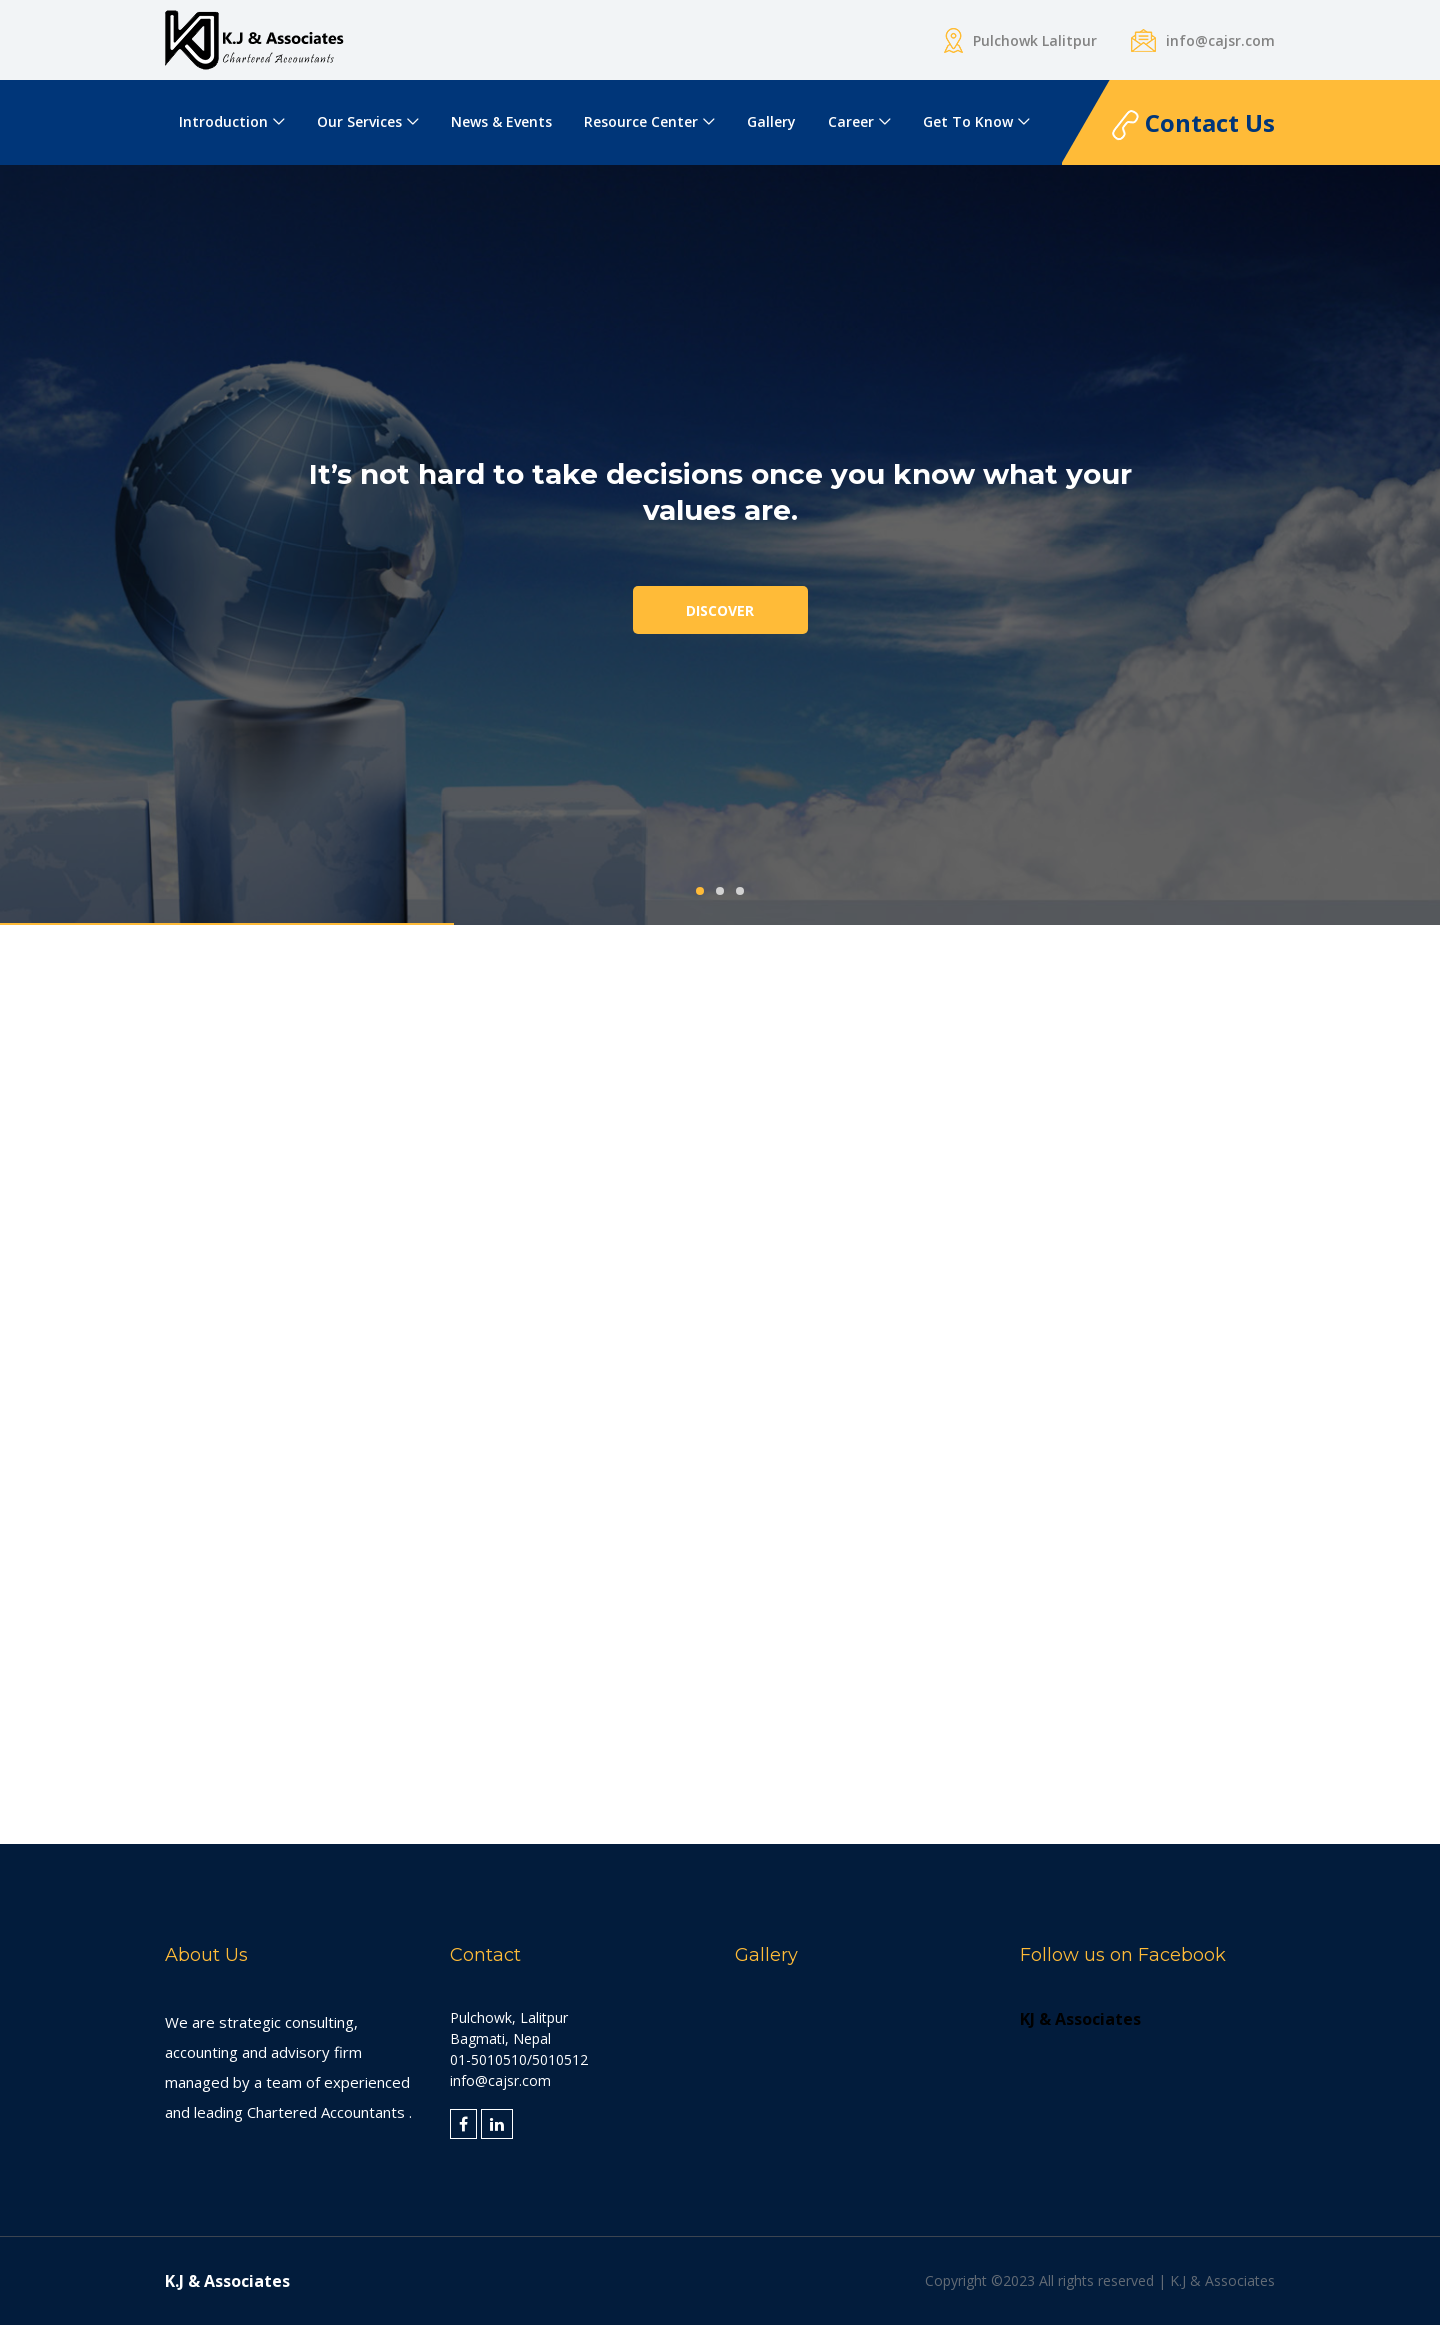 K.J & Associates
Chartered Accountants
Pulchowk Lalitpur
info@cajsr.com
Introduction
Our Services
News & Events
Resource Center
Gallery
Career
Get To Know
Contact Us
It’s not hard to take decisions once you know what your
values are.
DISCOVER
About Us
We are strategic consulting,
accounting and advisory firm
managed by a team of experienced
and leading Chartered Accountants .
Contact
Pulchowk, Lalitpur
Bagmati, Nepal
01-5010510/5010512
info@cajsr.com
Gallery
Follow us on Facebook
KJ & Associates
K.J & Associates
Copyright ©2023 All rights reserved | K.J & Associates